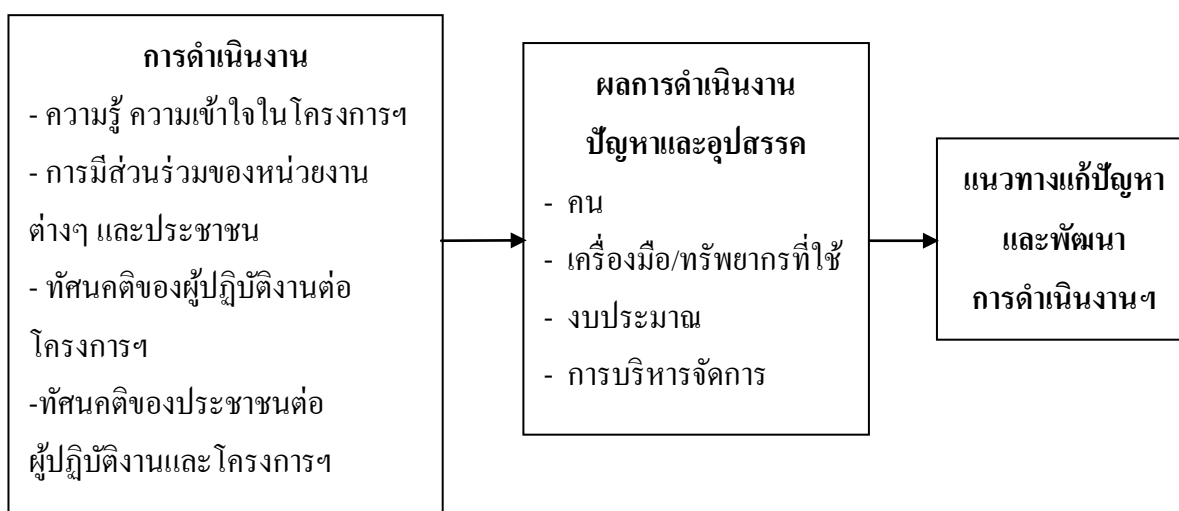 การดำเนินงาน
- ความรู้ ความเข้าใจในโครงการฯ
- การมีส่วนร่วมของหน่วยงาน
ต่างๆ และประชาชน
- ทัศนคติของผู้ปฏิบัติงานต่อ
โครงการฯ
-ทัศนคติของประชาชนต่อ
ผู้ปฏิบัติงานและโครงการฯ
ผลการดำเนินงาน
ปัญหาและอุปสรรค
- คน
- เครื่องมือ/ทรัพยากรที่ใช้
- งบประมาณ
- การบริหารจัดการ
แนวทางแก้ปัญหา
และพัฒนา
การดำเนินงานฯ